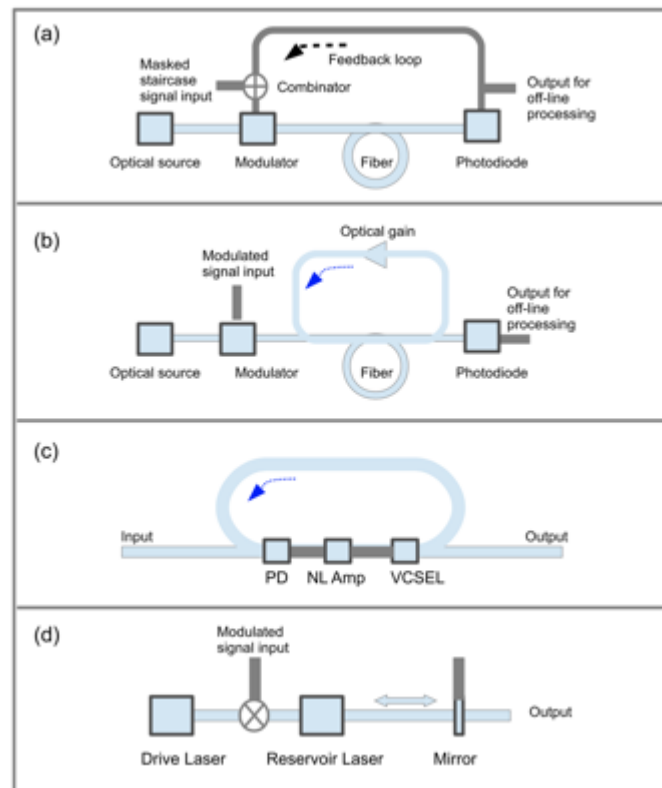 (a)
Masked
staircase
signal input
Feedback loop
Combinator
Output for
off-line
processing
Optical source
Modulator
Fiber
Photodiode
(b)
Optical gain
Modulated
signal input
Output for
off-line
processing
Optical source
Modulator
Fiber
Photodiode
(c)
Input
Output
PD
NL Amp
VCSEL
(d)
Modulated
signal input
Output
Drive Laser
Reservoir Laser
Mirror